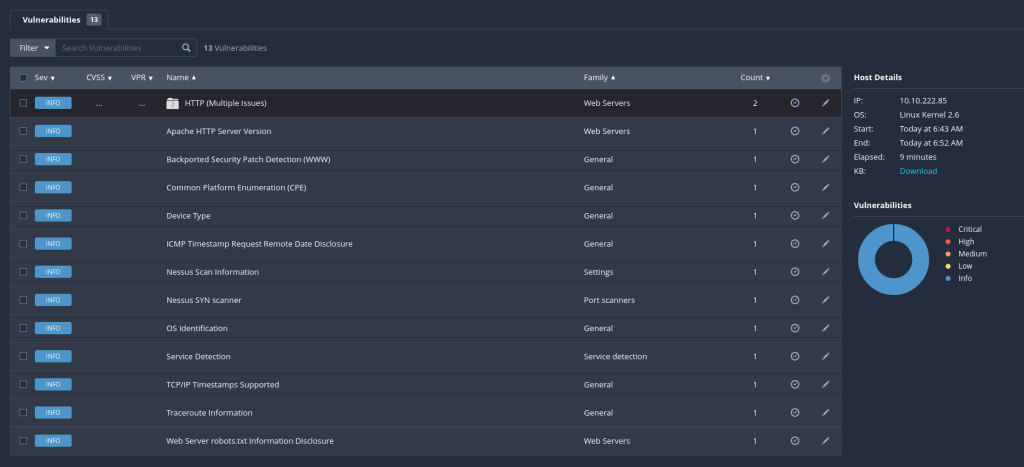 Vulnerabilities 13
Filter Search Vulnerabilities 13 Vulnerabilities
Sev CVSS VPR Name Family Count
INFO ... ... 2 HTTP (Multiple Issues) Web Servers 2
INFO Apache HTTP Server Version Web Servers 1
INFO Backported Security Patch Detection (WWW) General 1
INFO Common Platform Enumeration (CPE) General 1
INFO Device Type General 1
INFO ICMP Timestamp Request Remote Date Disclosure General 1
INFO Nessus Scan Information Settings 1
INFO Nessus SYN scanner Port scanners 1
INFO OS Identification General 1
INFO Service Detection Service detection 1
INFO TCP/IP Timestamps Supported General 1
INFO Traceroute Information General 1
INFO Web Server robots.txt Information Disclosure Web Servers 1
Host Details
IP: 10.10.222.85
OS: Linux Kernel 2.6
Start: Today at 6:43 AM
End: Today at 6:52 AM
Elapsed: 9 minutes
KB: Download
Vulnerabilities
Critical
High
Medium
Low
Info